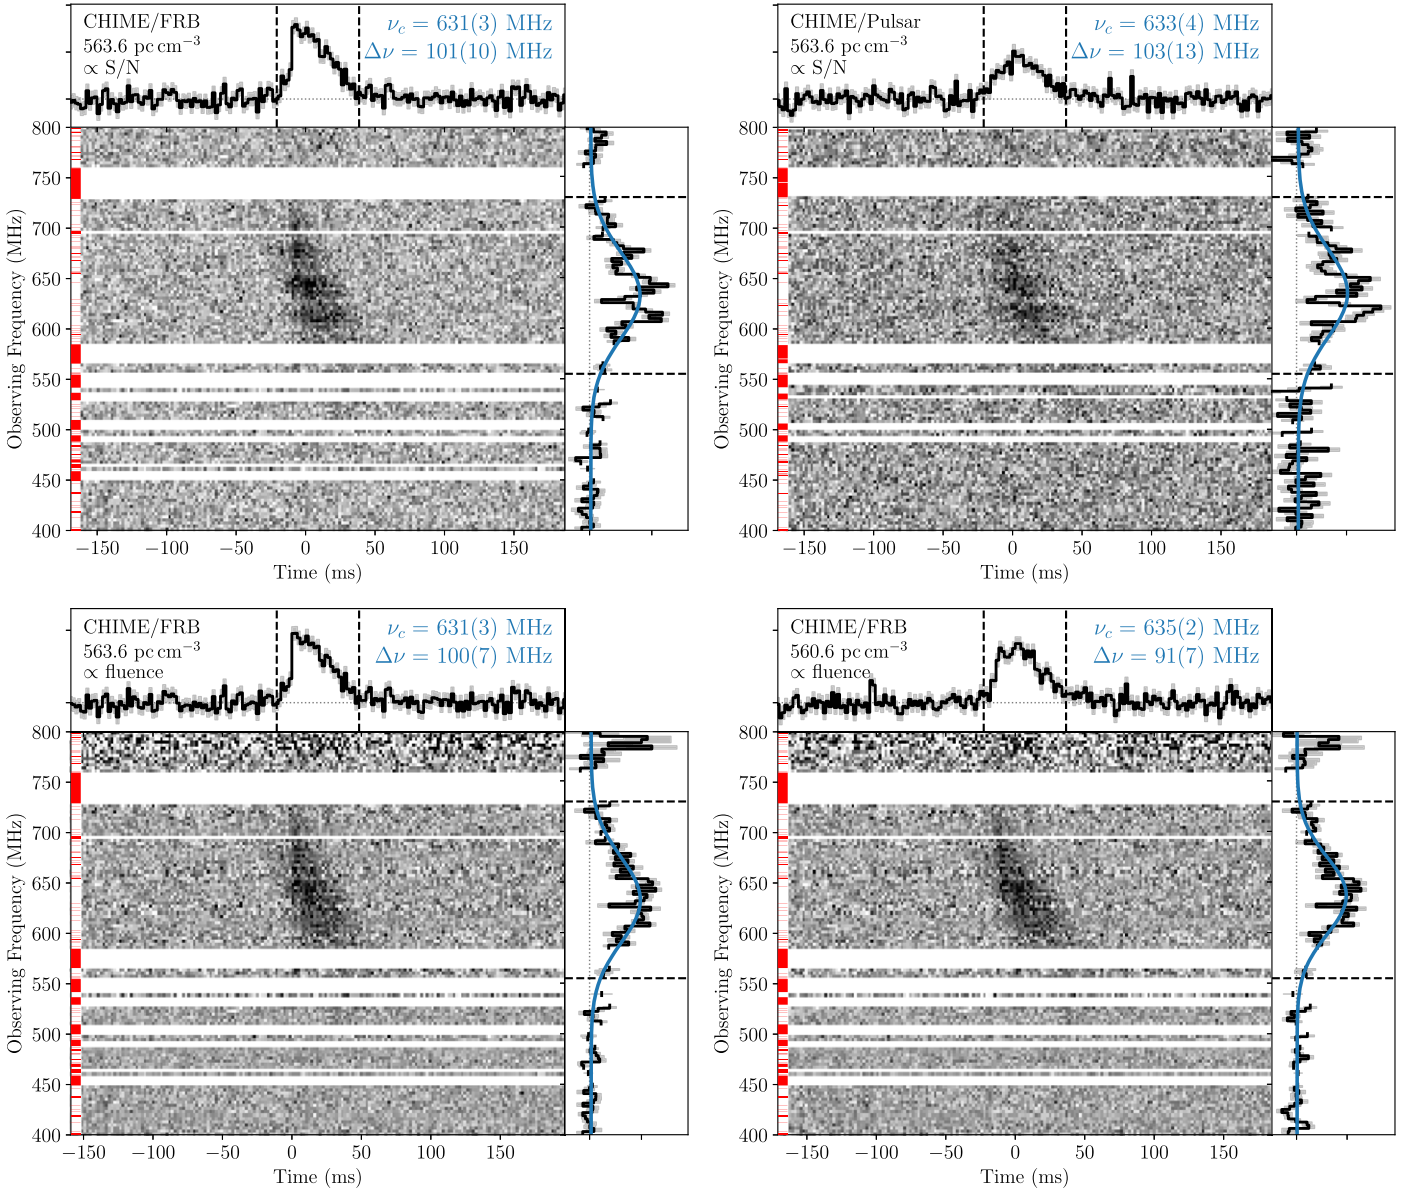 CHIME/FRB
563.6 pc cm⁻³
∝ S/N
ν_c = 631(3) MHz
Δν = 101(10) MHz
800
750
700
650
600
550
500
450
400
Observing Frequency (MHz)
−150 −100 −50 0 50 100 150
Time (ms)
CHIME/Pulsar
563.6 pc cm⁻³
∝ S/N
ν_c = 633(4) MHz
Δν = 103(13) MHz
800
750
700
650
600
550
500
450
400
Observing Frequency (MHz)
−150 −100 −50 0 50 100 150
Time (ms)
CHIME/FRB
563.6 pc cm⁻³
∝ fluence
ν_c = 631(3) MHz
Δν = 100(7) MHz
800
750
700
650
600
550
500
450
400
Observing Frequency (MHz)
−150 −100 −50 0 50 100 150
Time (ms)
CHIME/FRB
560.6 pc cm⁻³
∝ fluence
ν_c = 635(2) MHz
Δν = 91(7) MHz
800
750
700
650
600
550
500
450
400
Observing Frequency (MHz)
−150 −100 −50 0 50 100 150
Time (ms)